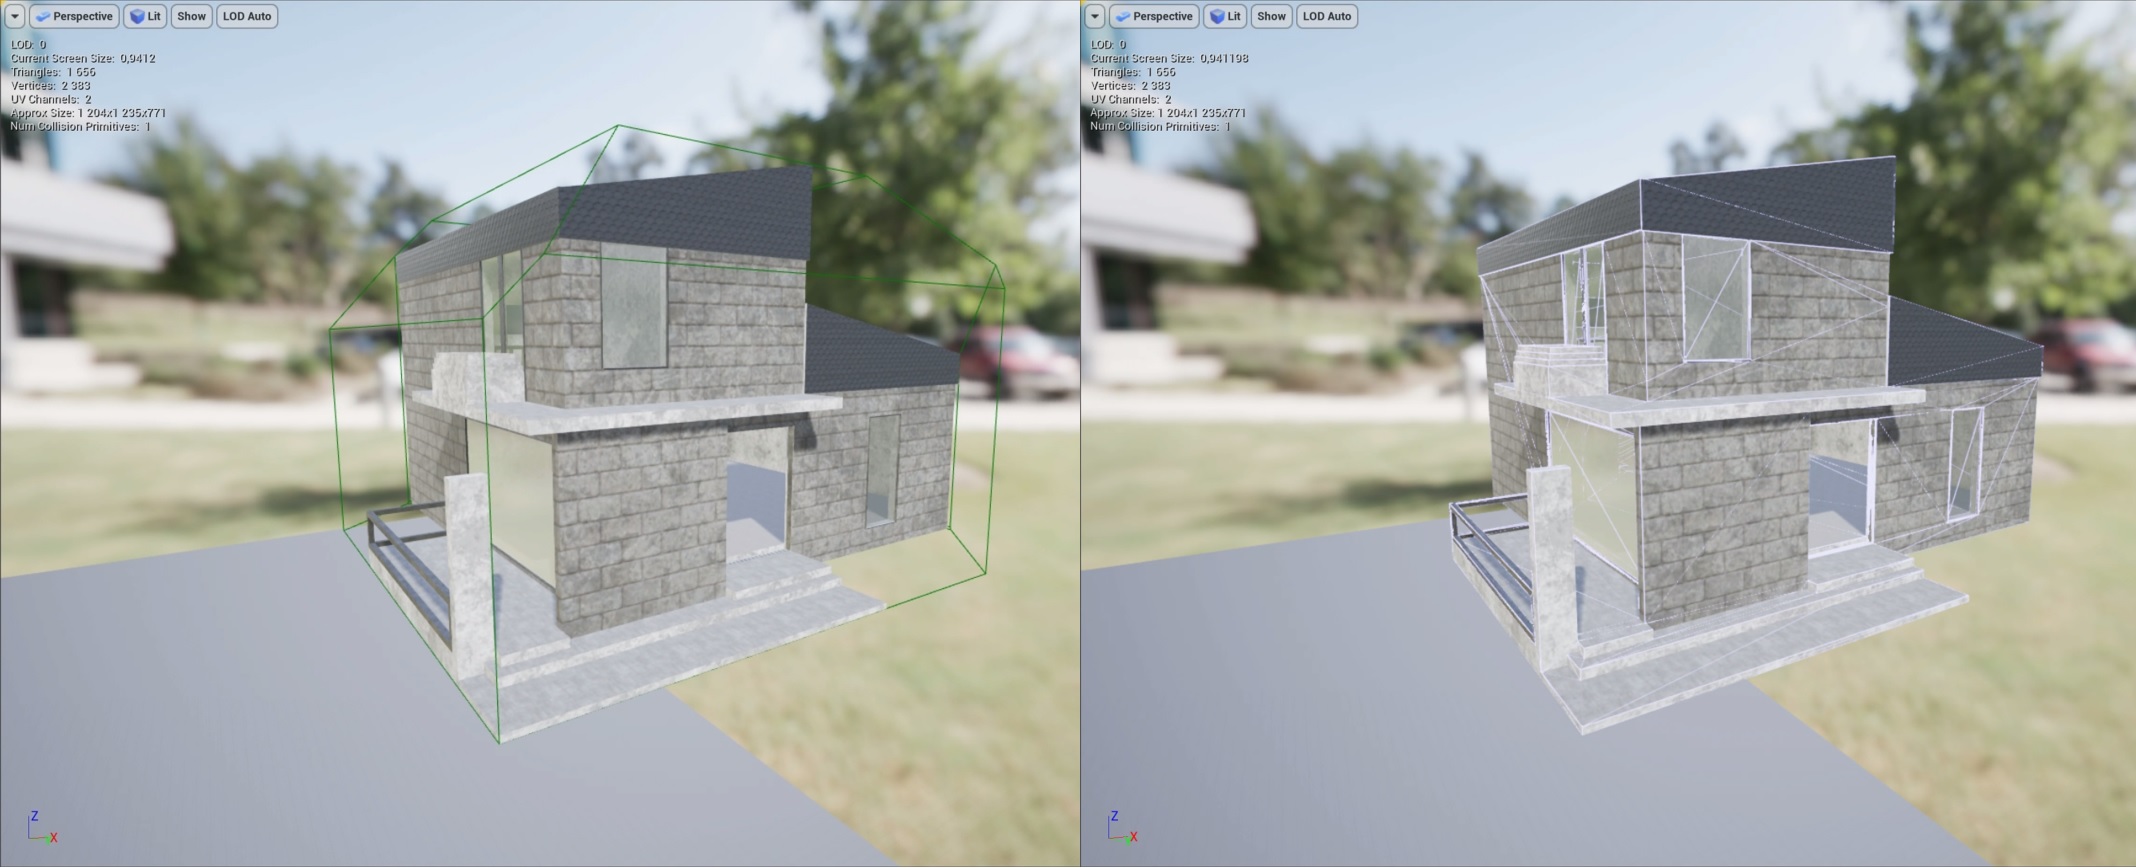 Perspective Lit Show LOD Auto
LOD: 0
Current Screen Size: 0,9412
Triangles: 1 656
Vertices: 2 383
UV Channels: 2
Approx Size: 1 204x1 235x771
Num Collision Primitives: 1
Z
X
Perspective Lit Show LOD Auto
LOD: 0
Current Screen Size: 0,941198
Triangles: 1 656
Vertices: 2 383
UV Channels: 2
Approx Size: 1 204x1 235x771
Num Collision Primitives: 1
Z
X